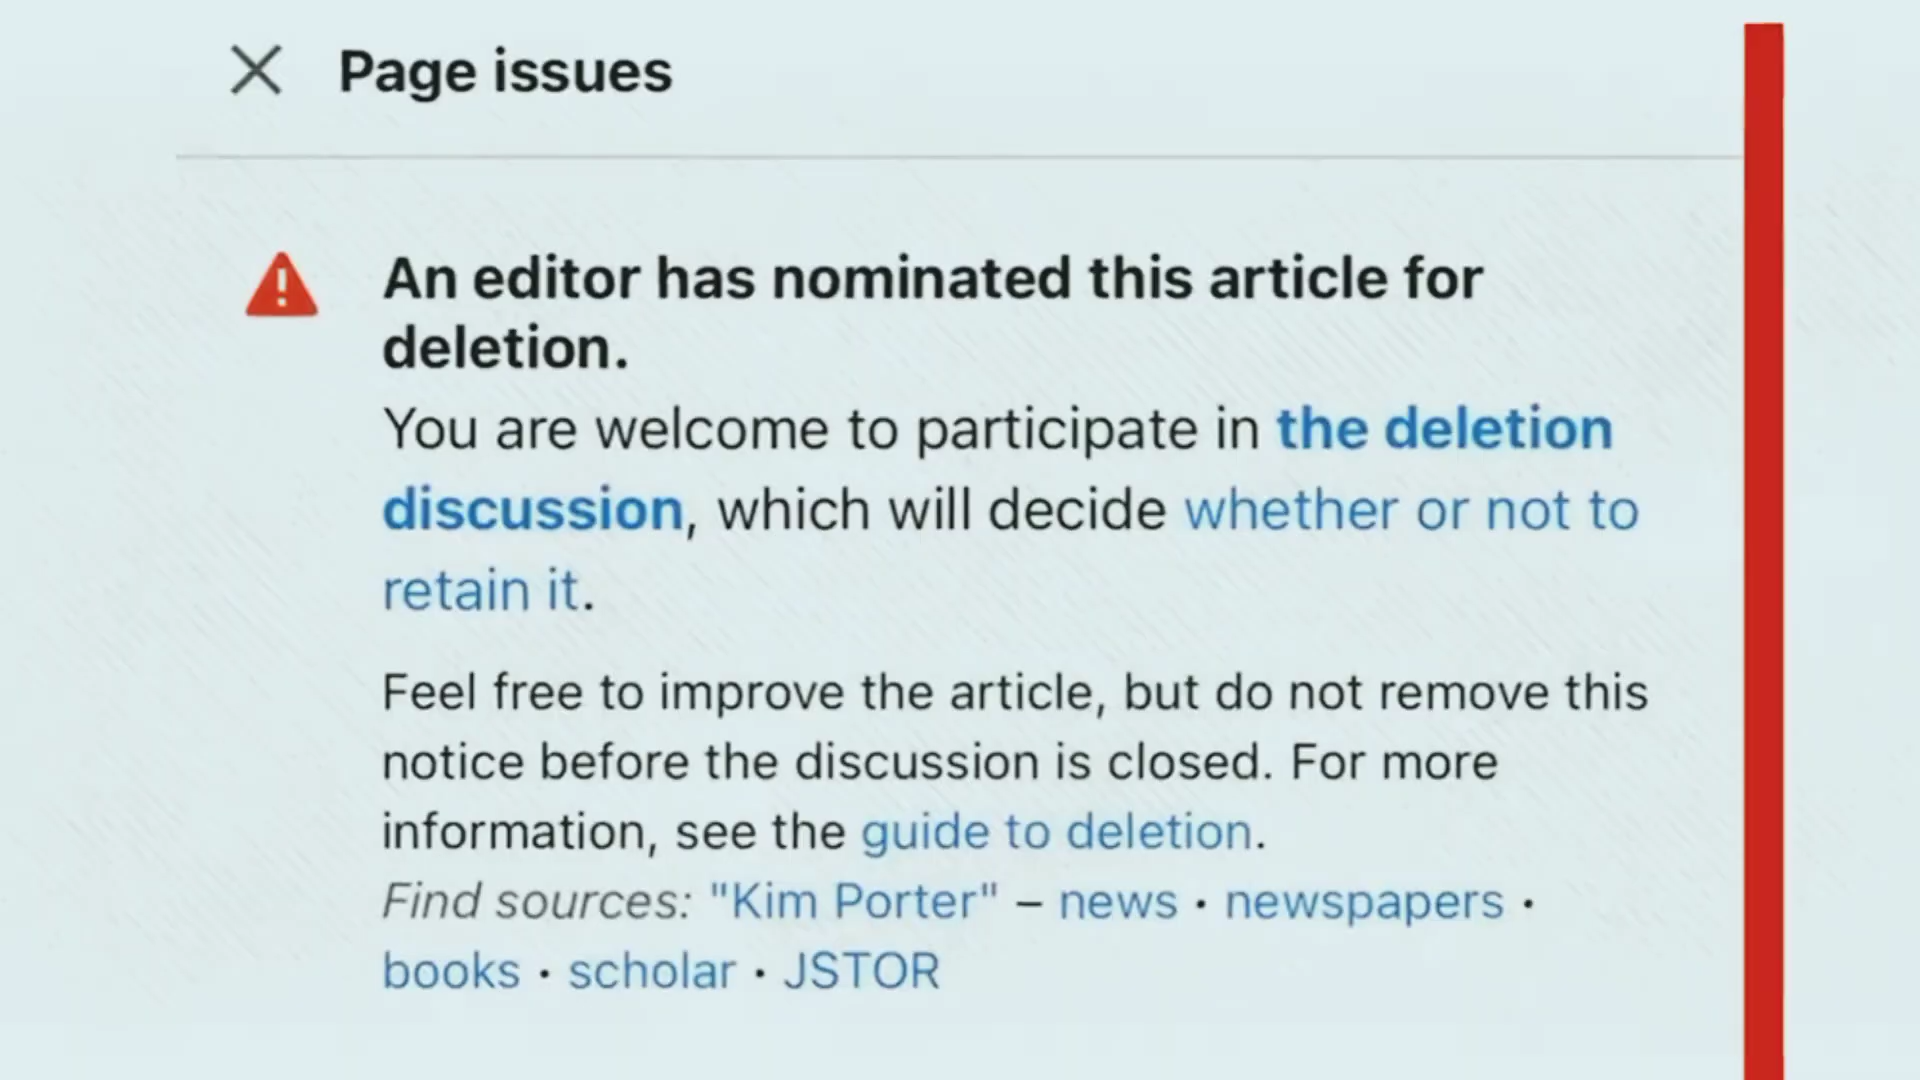 Page issues
An editor has nominated this article for
deletion.
You are welcome to participate in the deletion
discussion, which will decide whether or not to
retain it.
Feel free to improve the article, but do not remove this
notice before the discussion is closed. For more
information, see the guide to deletion.
Find sources: "Kim Porter" – news · newspapers ·
books · scholar · JSTOR